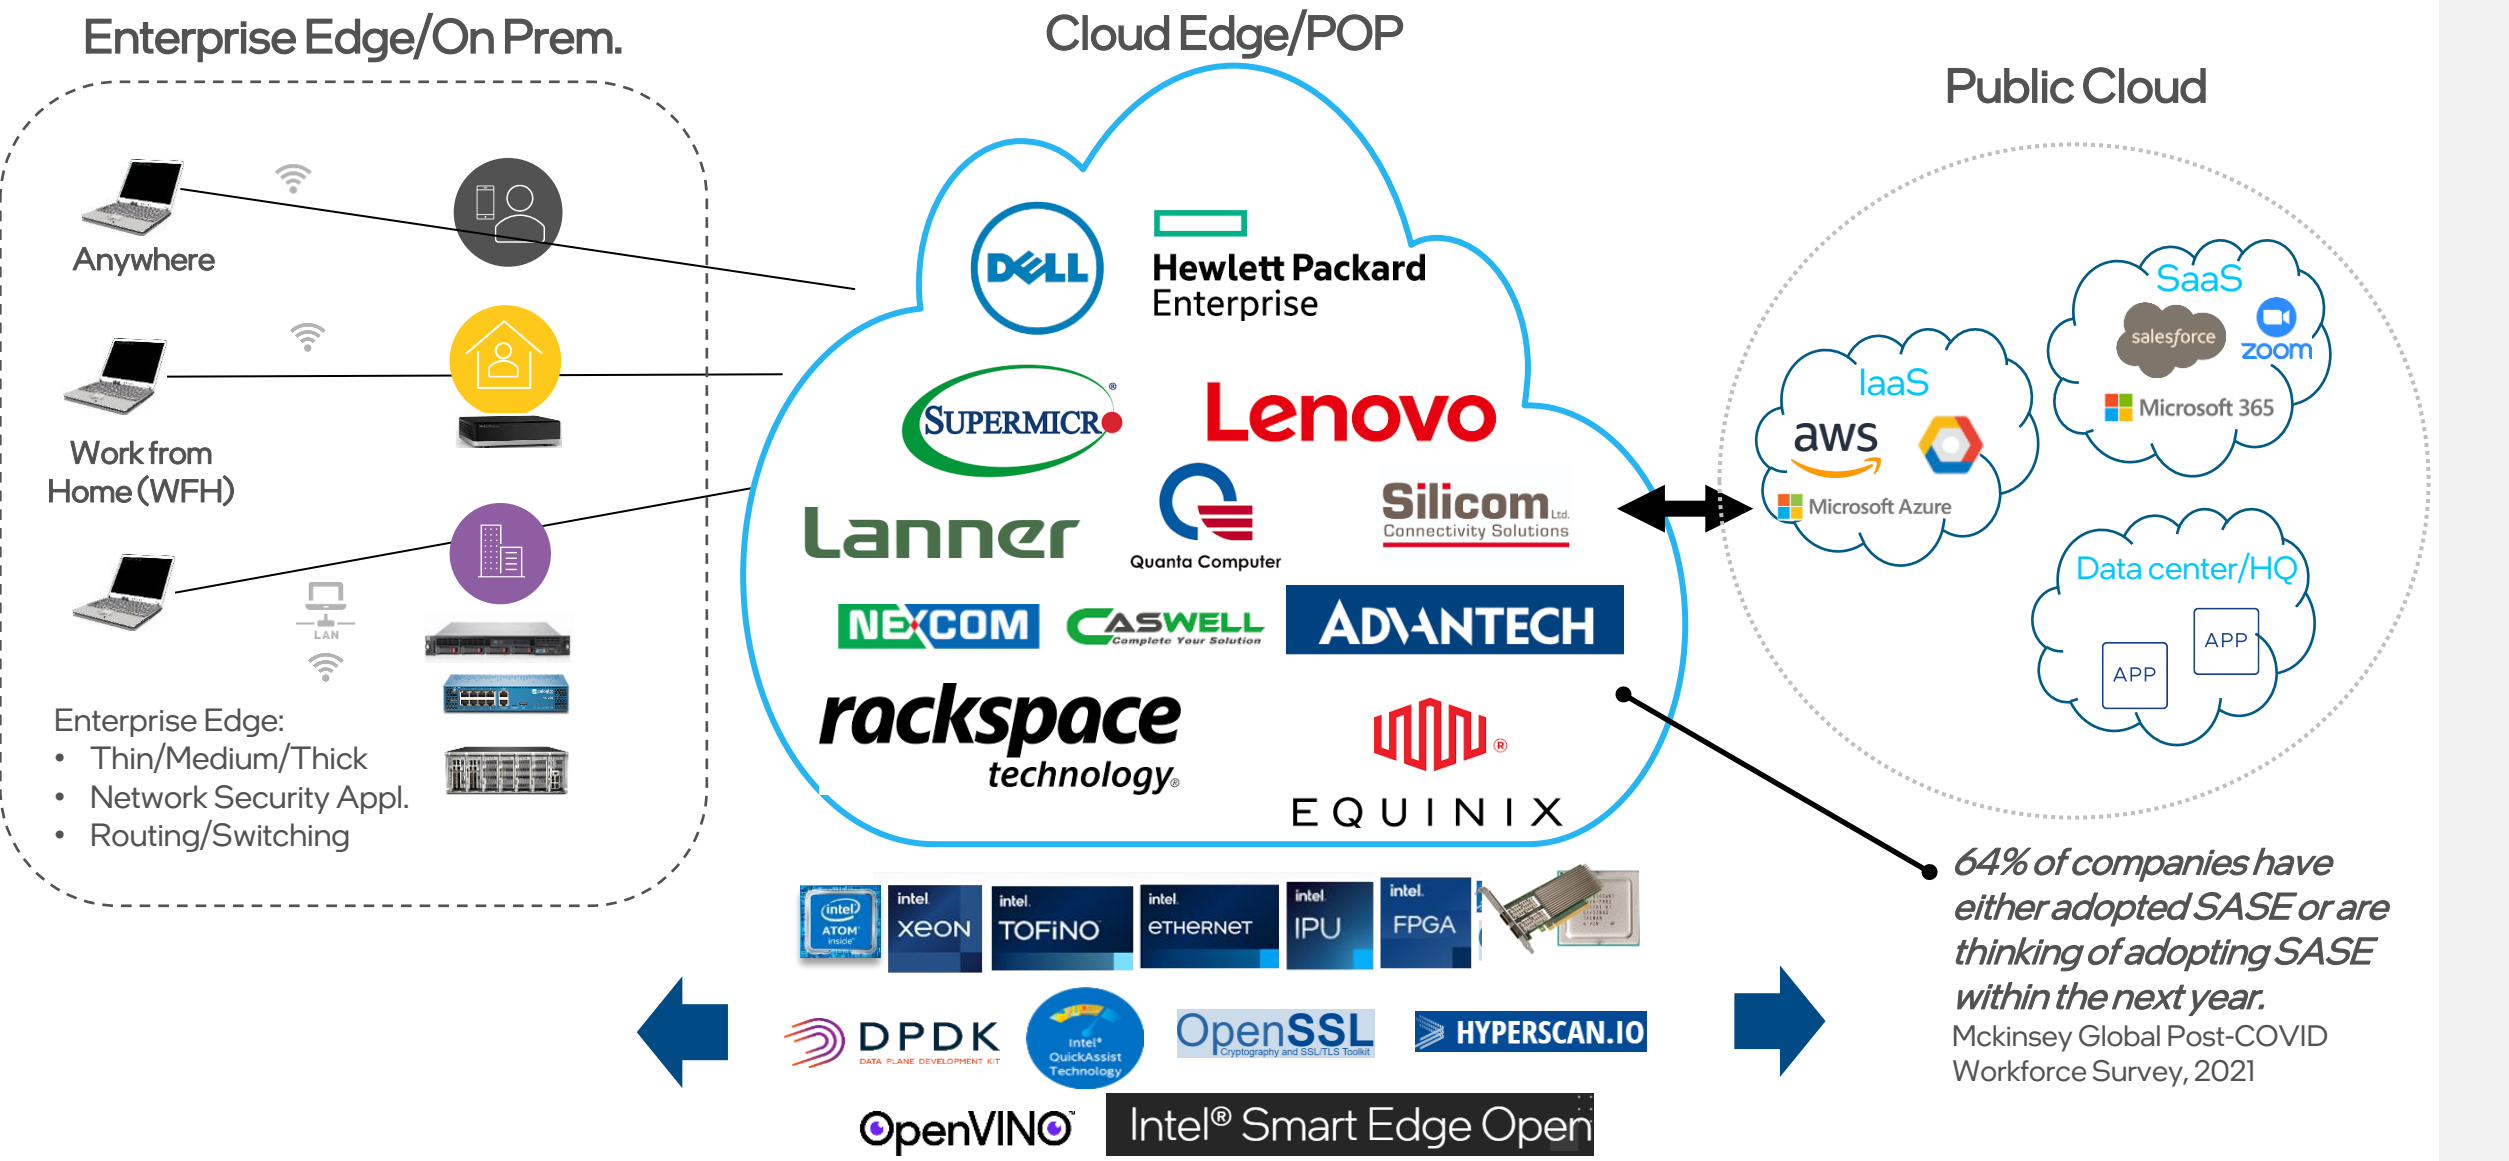 Enterprise Edge/On Prem.
Cloud Edge/POP
Public Cloud
Anywhere
Work from
Home (WFH)
LAN
Enterprise Edge:
• Thin/Medium/Thick
• Network Security Appl.
• Routing/Switching
DELL
Hewlett Packard
Enterprise
SUPERMICR
®
Lenovo
Lanner
Quanta Computer
Silicom Ltd.
Connectivity Solutions
NEXCOM
CASWELL
Complete Your Solution
ADVANTECH
rackspace
technology®
®
EQUINIX
SaaS
salesforce
zoom
Microsoft 365
IaaS
aws
Microsoft Azure
Data center/HQ
APP
APP
64% of companies have
either adopted SASE or are
thinking of adopting SASE
within the next year.
Mckinsey Global Post-COVID
Workforce Survey, 2021
intel
ATOM
inside
intel.
XEON
intel.
TOFINO
intel.
ETHERNET
intel.
IPU
intel.
FPGA
DPDK
DATA PLANE DEVELOPMENT KIT
Intel®
QuickAssist
Technology
OpenSSL
Cryptography and SSL/TLS Toolkit
HYPERSCAN.IO
OpenVINO™
Intel® Smart Edge Open